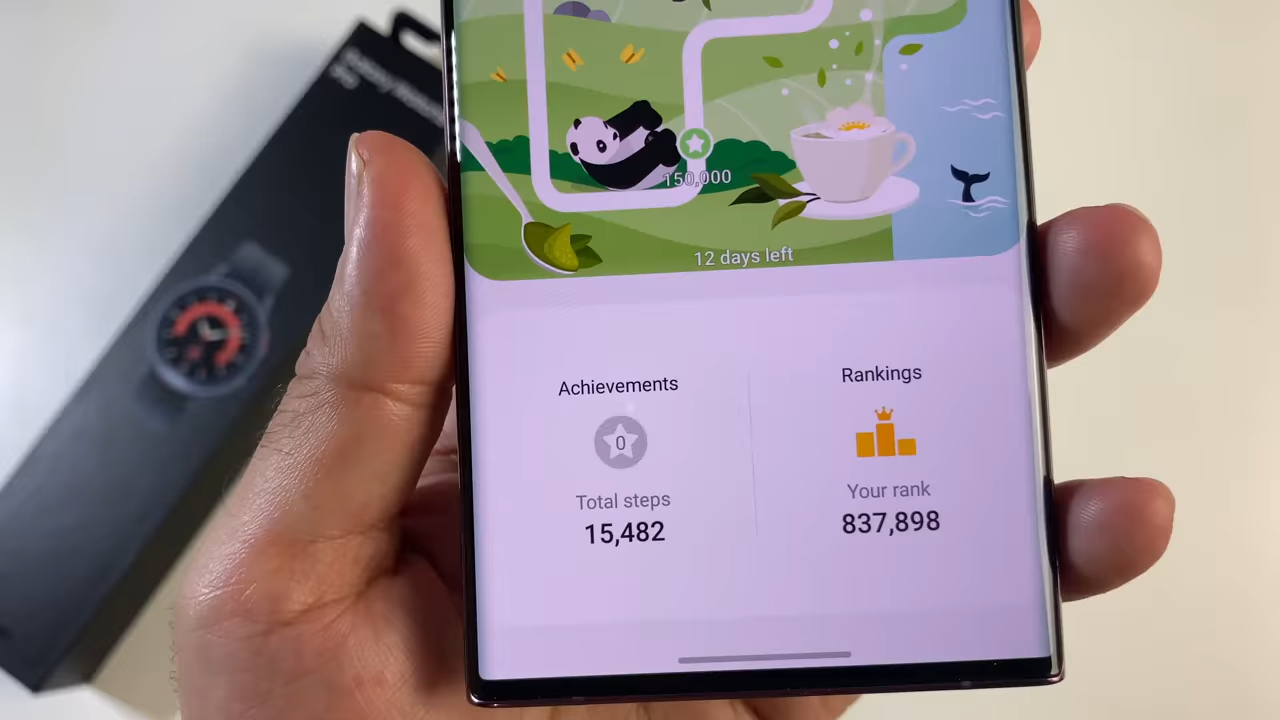 150,000
12 days left
Achievements
0
Total steps
15,482
Rankings
Your rank
837,898